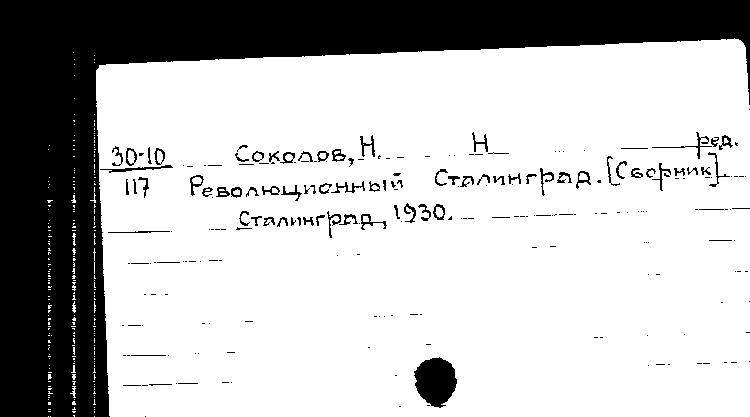 30-10 Соколов, Н. Н ред.
117 Революционный Сталинград. [Сборник].
Сталинград, 1930.